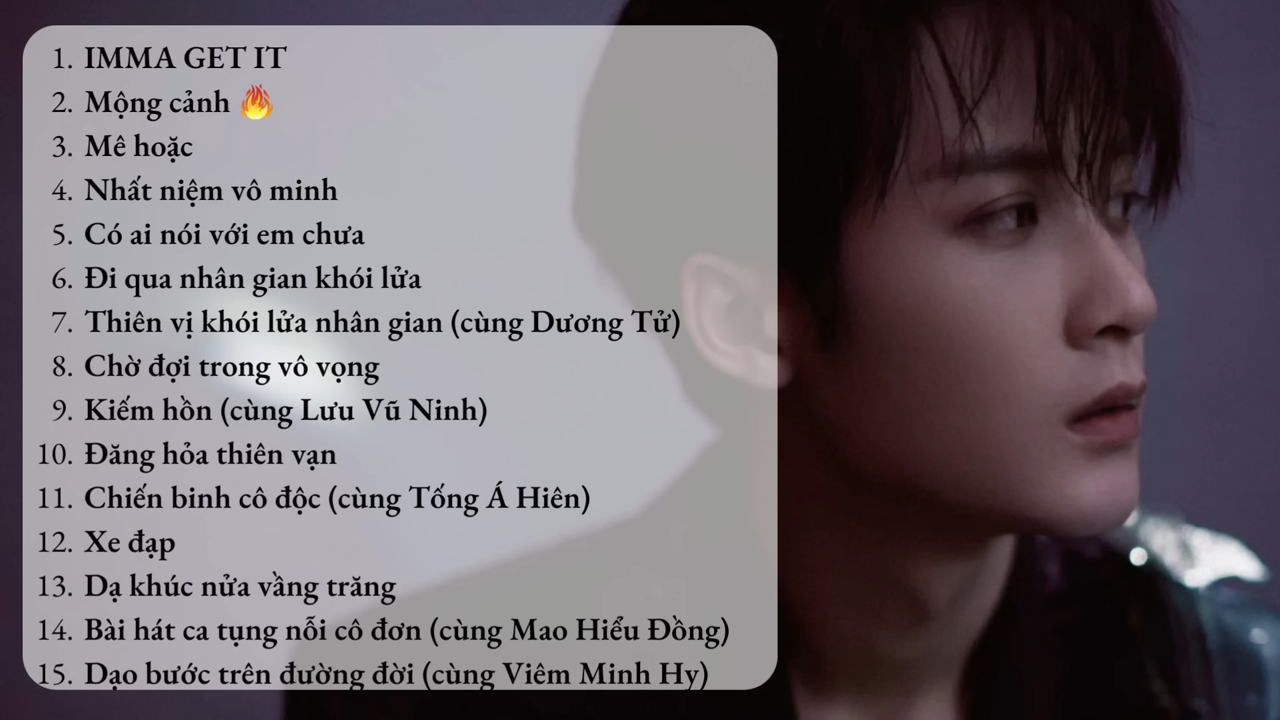 1. IMMA GET IT
2. Mộng cảnh 🔥
3. Mê hoặc
4. Nhất niệm vô minh
5. Có ai nói với em chưa
6. Đi qua nhân gian khói lửa
7. Thiên vị khói lửa nhân gian (cùng Dương Tử)
8. Chờ đợi trong vô vọng
9. Kiếm hồn (cùng Lưu Vũ Ninh)
10. Đăng hỏa thiên vạn
11. Chiến binh cô độc (cùng Tống Á Hiên)
12. Xe đạp
13. Dạ khúc nửa vầng trăng
14. Bài hát ca tụng nỗi cô đơn (cùng Mao Hiểu Đồng)
15. Dạo bước trên đường đời (cùng Viêm Minh Hy)